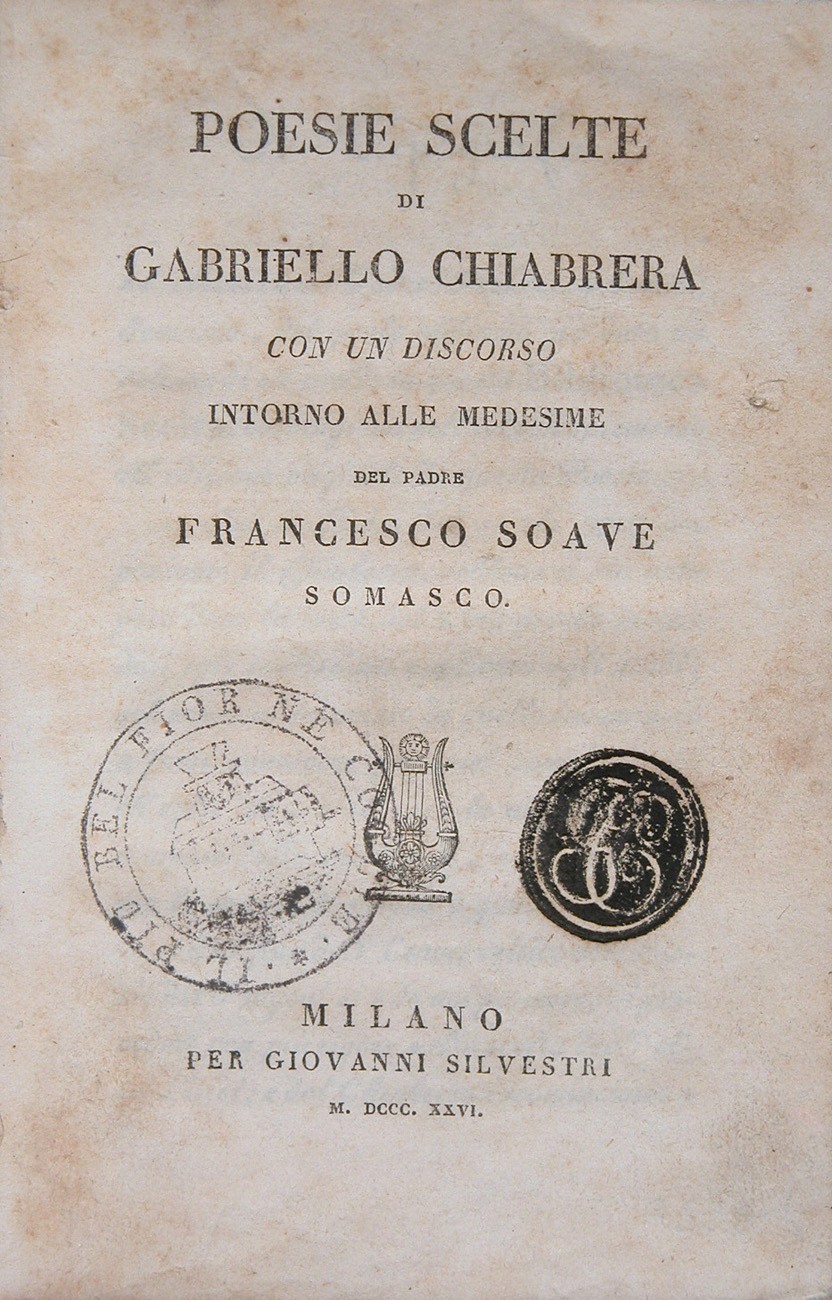 POESIE SCELTE
DI
GABRIELLO CHIABRERA
CON UN DISCORSO
INTORNO ALLE MEDESIME
DEL PADRE
FRANCESCO SOAVE
SOMASCO.
IL PIÙ BEL FIOR NE COGLIE *
MILANO
PER GIOVANNI SILVESTRI
M. DCCC. XXVI.